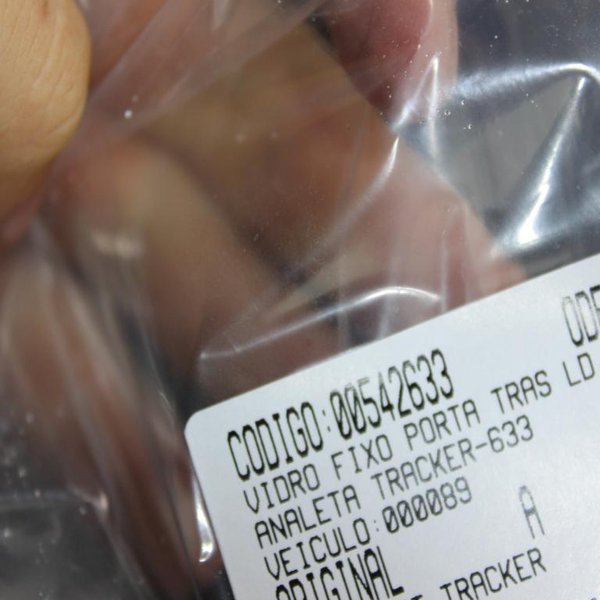 CODIGO:00542633
VIDRO FIXO PORTA TRAS LD
ANALETA TRACKER-633
VEICULO:000089 A
ORIGINAL
TRACKER